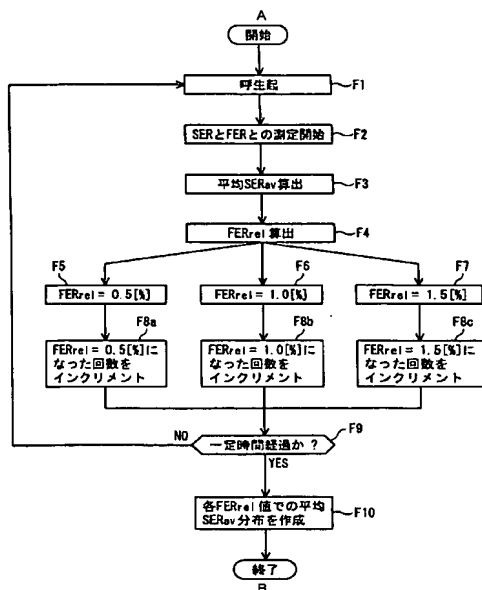 A
開始
呼生起
F1
SERとFERとの測定開始
F2
平均SERav算出
F3
FERrel算出
F4
F5
F6
F7
FERrel = 0.5[%]
FERrel = 1.0[%]
FERrel = 1.5[%]
F8a
F8b
F8c
FERrel = 0.5[%]に
なった回数を
インクリメント
FERrel = 1.0[%]に
なった回数を
インクリメント
FERrel = 1.5[%]に
なった回数を
インクリメント
NO
一定時間経過か？
F9
YES
各FERrel値での平均
SERav分布を作成
F10
終了
B